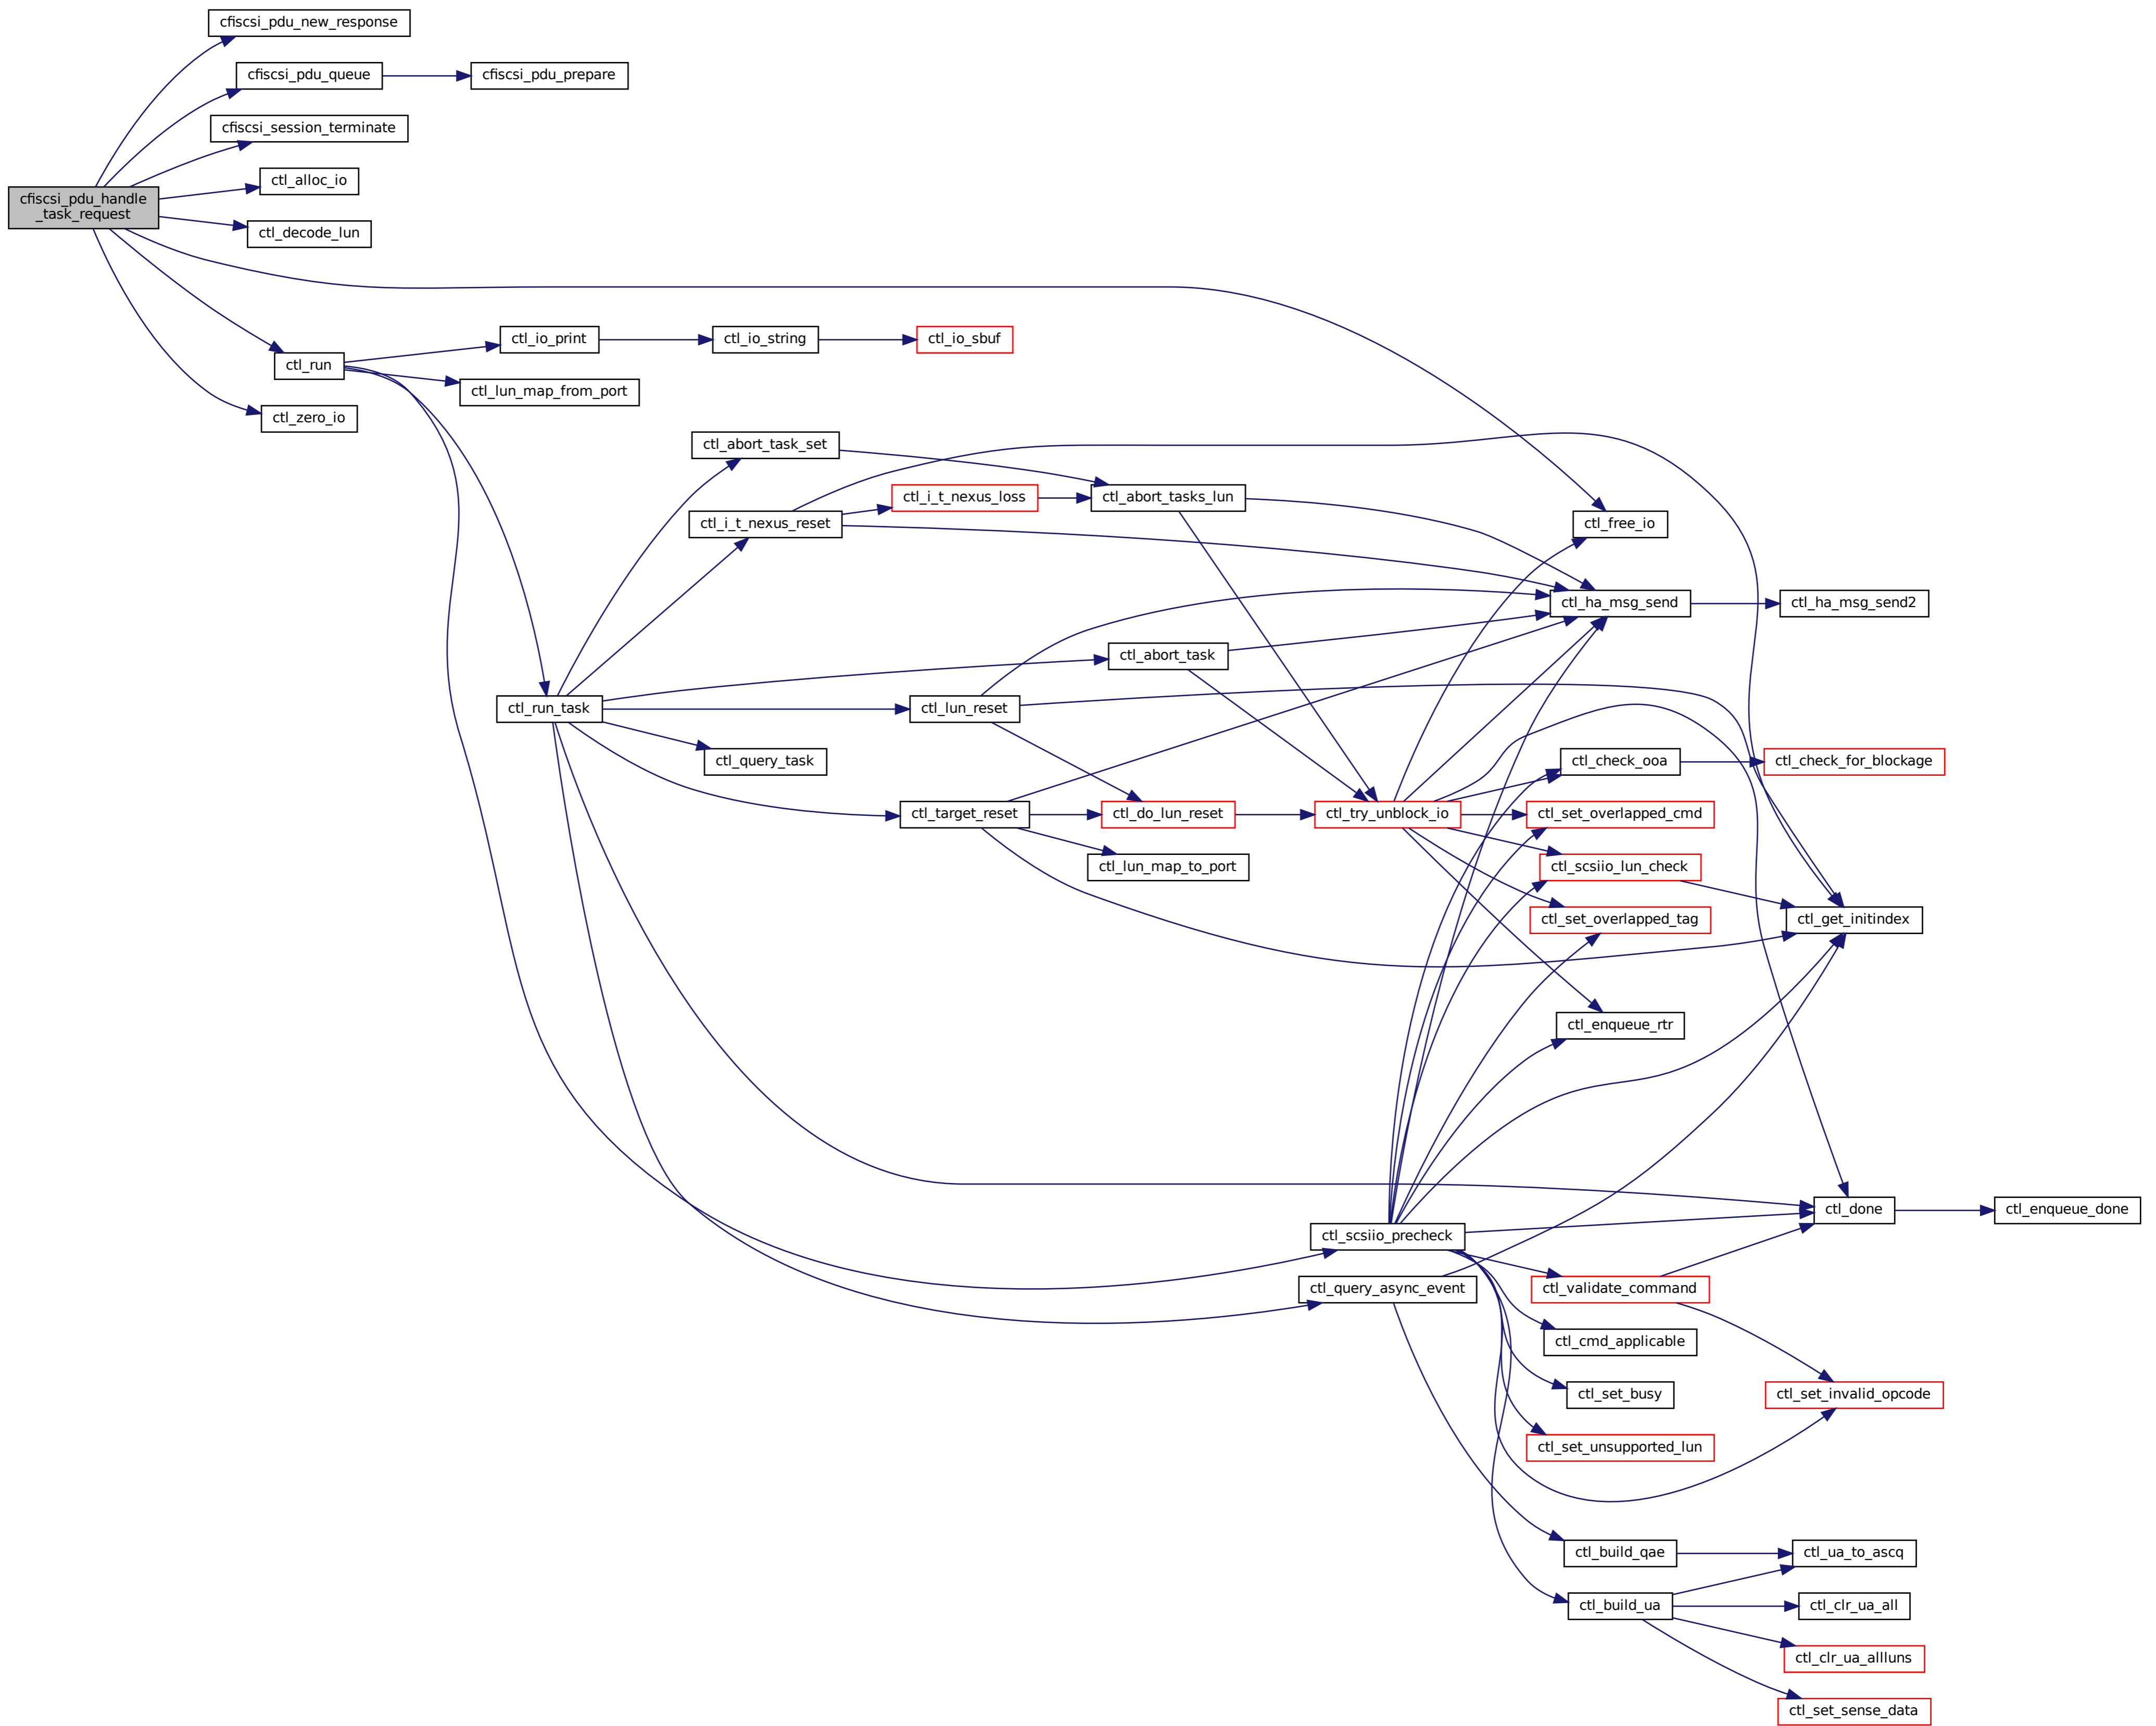 cfiscsi_pdu_new_response
cfiscsi_pdu_queue
cfiscsi_pdu_prepare
cfiscsi_session_terminate
ctl_alloc_io
cfiscsi_pdu_handle
_task_request
ctl_decode_lun
ctl_run
ctl_io_print
ctl_io_string
ctl_io_sbuf
ctl_lun_map_from_port
ctl_zero_io
ctl_abort_task_set
ctl_i_t_nexus_loss
ctl_abort_tasks_lun
ctl_i_t_nexus_reset
ctl_free_io
ctl_ha_msg_send
ctl_ha_msg_send2
ctl_abort_task
ctl_run_task
ctl_lun_reset
ctl_query_task
ctl_check_ooa
ctl_check_for_blockage
ctl_target_reset
ctl_do_lun_reset
ctl_try_unblock_io
ctl_set_overlapped_cmd
ctl_lun_map_to_port
ctl_scsiio_lun_check
ctl_set_overlapped_tag
ctl_get_initindex
ctl_enqueue_rtr
ctl_done
ctl_enqueue_done
ctl_scsiio_precheck
ctl_query_async_event
ctl_validate_command
ctl_cmd_applicable
ctl_set_busy
ctl_set_invalid_opcode
ctl_set_unsupported_lun
ctl_build_qae
ctl_ua_to_ascq
ctl_build_ua
ctl_clr_ua_all
ctl_clr_ua_allluns
ctl_set_sense_data